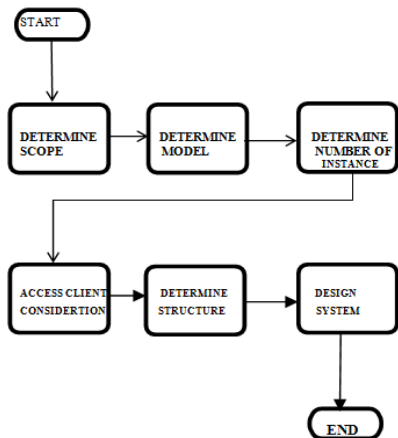 START
DETERMINE
SCOPE
DETERMINE
MODEL
DETERMINE
NUMBER OF
INSTANCE
ACCESS CLIENT
CONSIDERTION
DETERMINE
STRUCTURE
DESIGN
SYSTEM
END